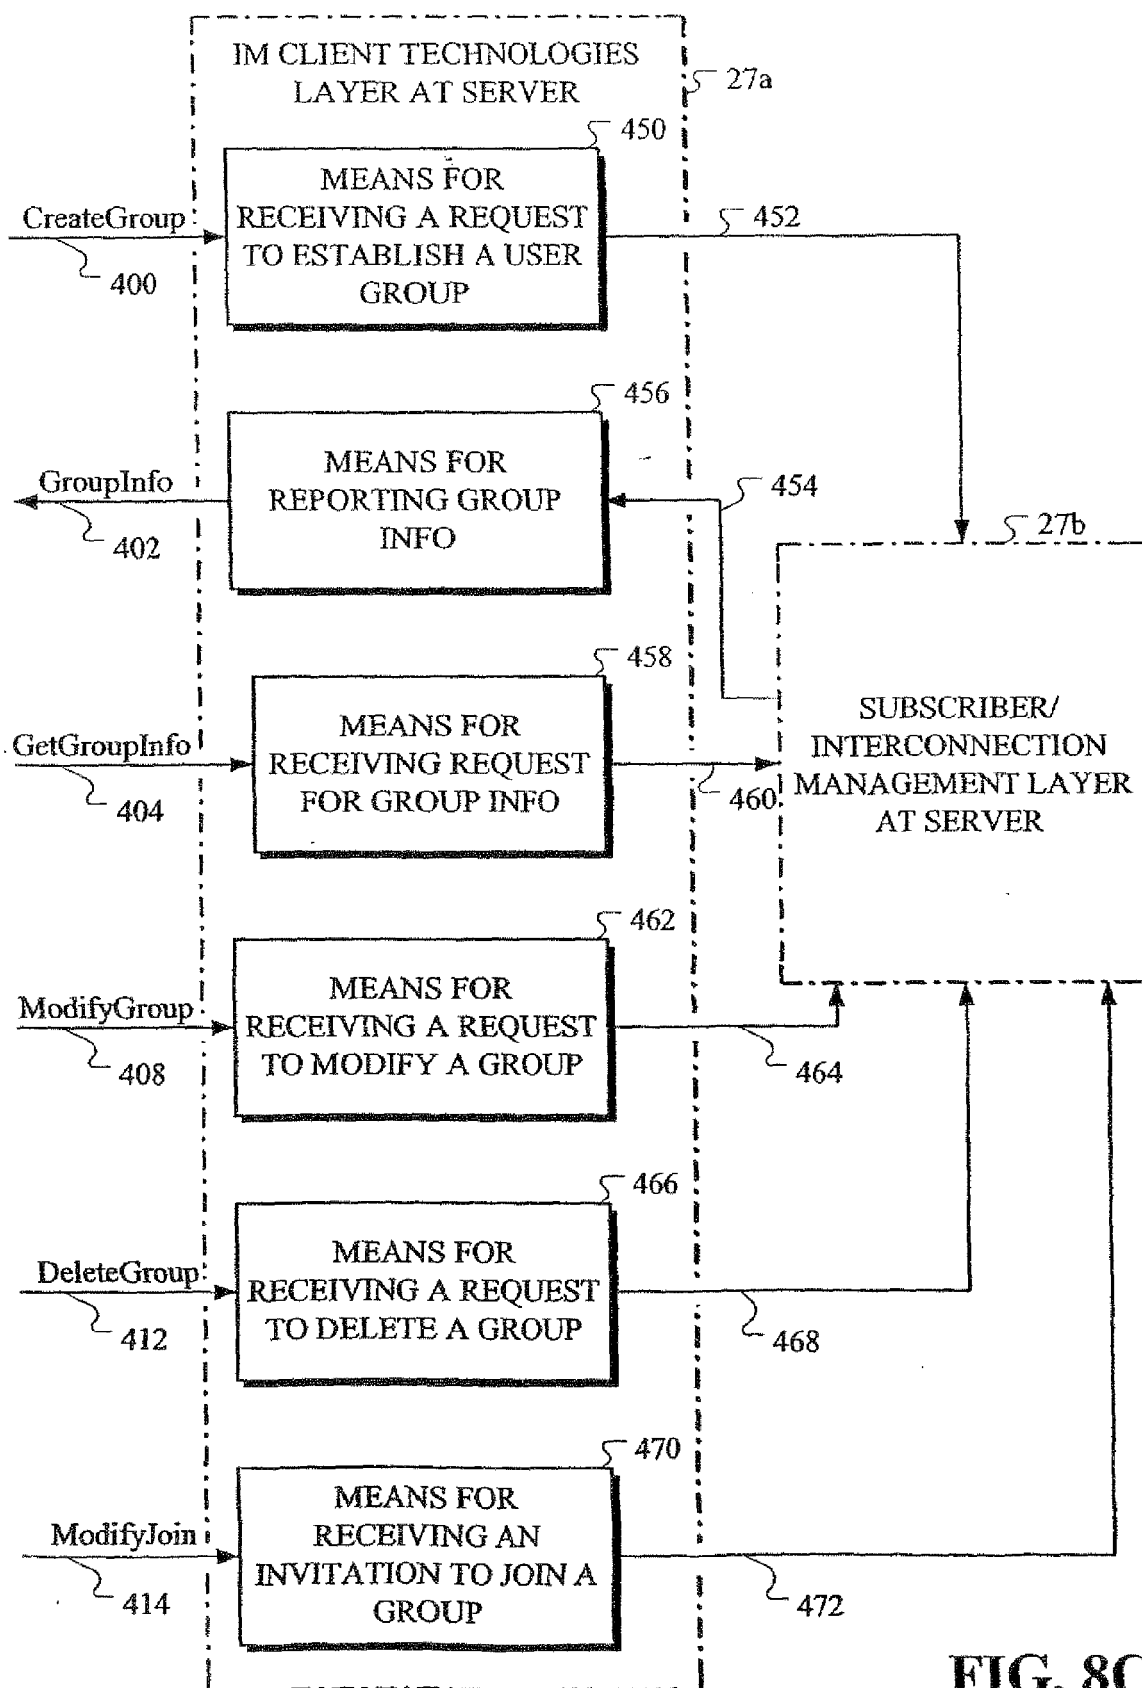 IM CLIENT TECHNOLOGIES
LAYER AT SERVER
27a
450
MEANS FOR
RECEIVING A REQUEST
TO ESTABLISH A USER
GROUP
CreateGroup
400
452
456
MEANS FOR
REPORTING GROUP
INFO
GroupInfo
402
454
27b
458
MEANS FOR
RECEIVING REQUEST
FOR GROUP INFO
GetGroupInfo
404
460
SUBSCRIBER/
INTERCONNECTION
MANAGEMENT LAYER
AT SERVER
462
MEANS FOR
RECEIVING A REQUEST
TO MODIFY A GROUP
ModifyGroup
408
464
466
MEANS FOR
RECEIVING A REQUEST
TO DELETE A GROUP
DeleteGroup
412
468
470
MEANS FOR
RECEIVING AN
INVITATION TO JOIN A
GROUP
ModifyJoin
414
472
FIG.